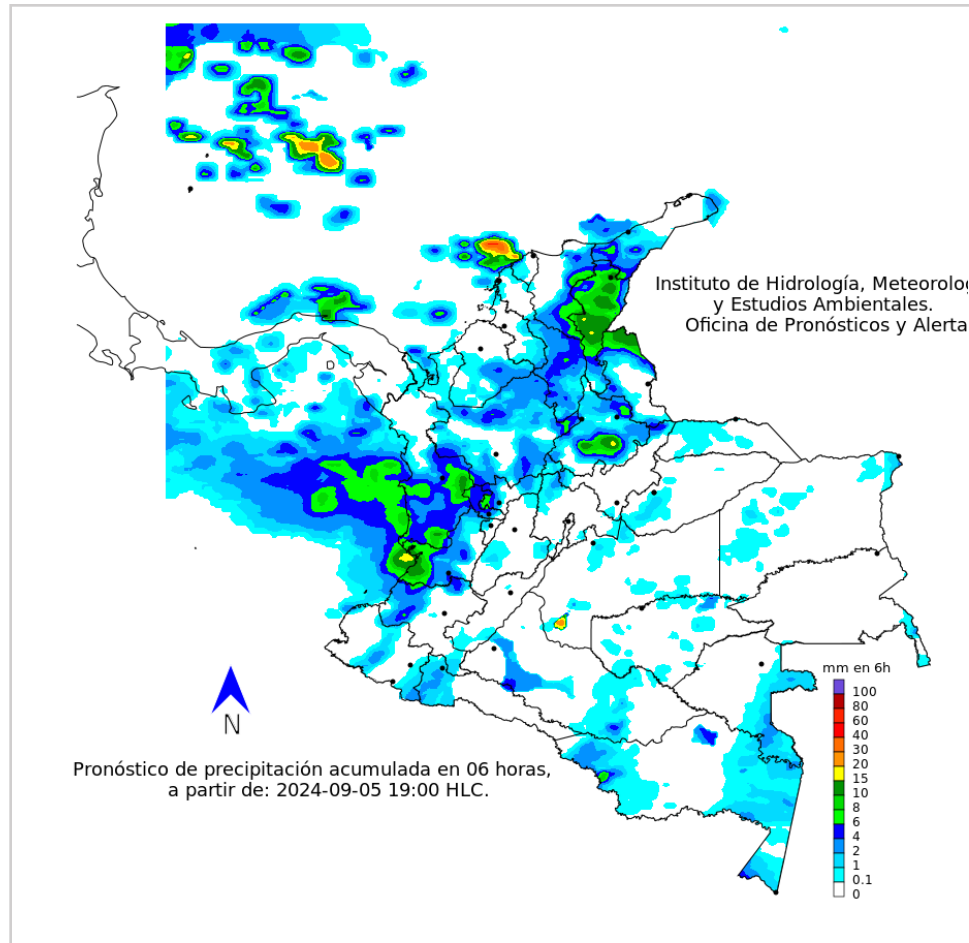 Instituto de Hidrología, Meteorolog
y Estudios Ambientales.
Oficina de Pronósticos y Alerta
mm en 6h
100
80
60
40
30
20
15
10
8
6
4
2
1
0.1
0
N
Pronóstico de precipitación acumulada en 06 horas,
a partir de: 2024-09-05 19:00 HLC.